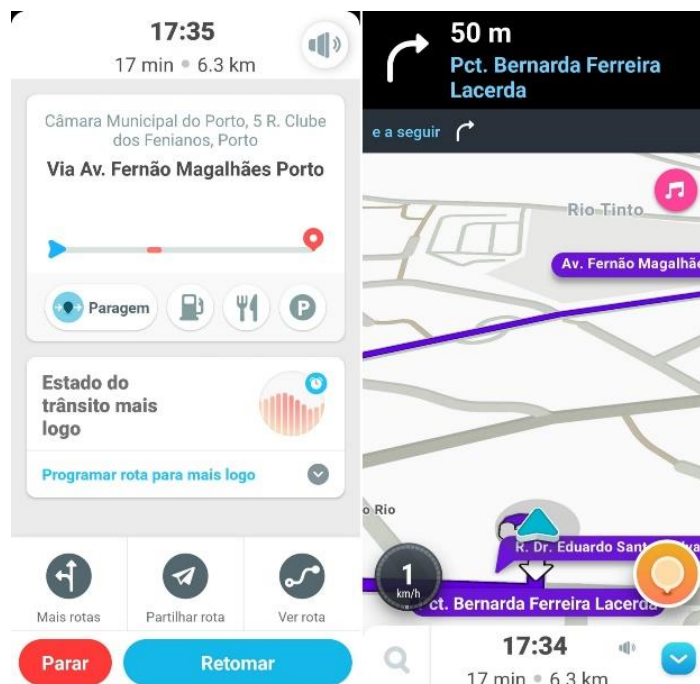 17:35
17 min • 6.3 km
Câmara Municipal do Porto, 5 R. Clube
dos Fenianos, Porto
Via Av. Fernão Magalhães Porto
Paragem
P
Estado do
trânsito mais
logo
Programar rota para mais logo
Mais rotas
Partilhar rota
Ver rota
Parar
Retomar
50 m
Pct. Bernarda Ferreira
Lacerda
e a seguir
Rio Tinto
Av. Fernão Magalhãe
o Rio
R. Dr. Eduardo Sant
1
km/h
ct. Bernarda Ferreira Lacerda
17:34
17 min • 6.3 km